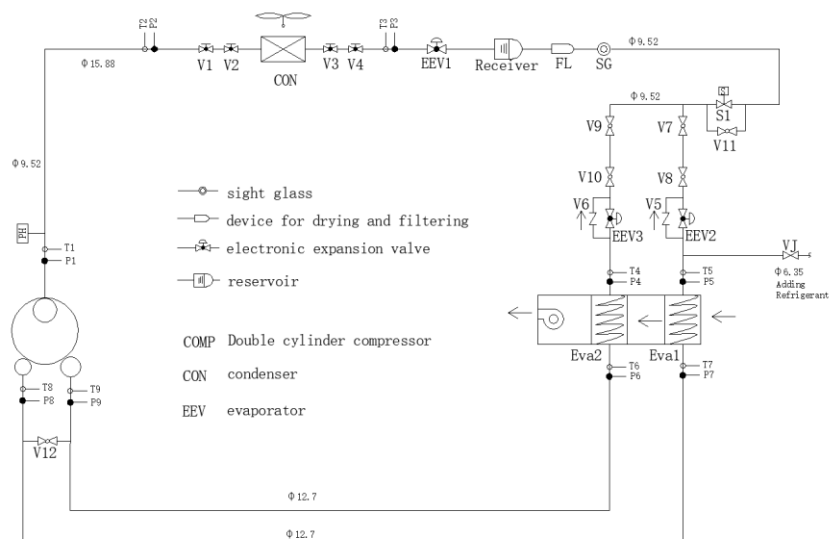 T2
P2
T3
P3
Φ15.88
V1
V2
CON
V3
V4
EEV1
Receiver
FL
SG
Φ9.52
Φ9.52
S
S1
V11
V9
V7
V10
V8
Φ9.52
V6
V5
EEV3
EEV2
sight glass
device for drying and filtering
electronic expansion valve
reservoir
PH
T1
P1
VJ
Φ6.35
Adding
Refrigerant
T4
P4
T5
P5
COMP Double cylinder compressor
CON condenser
EEV evaporator
Eva2
Eva1
T6
P6
T7
P7
T8
P8
T9
P9
V12
Φ12.7
Φ12.7